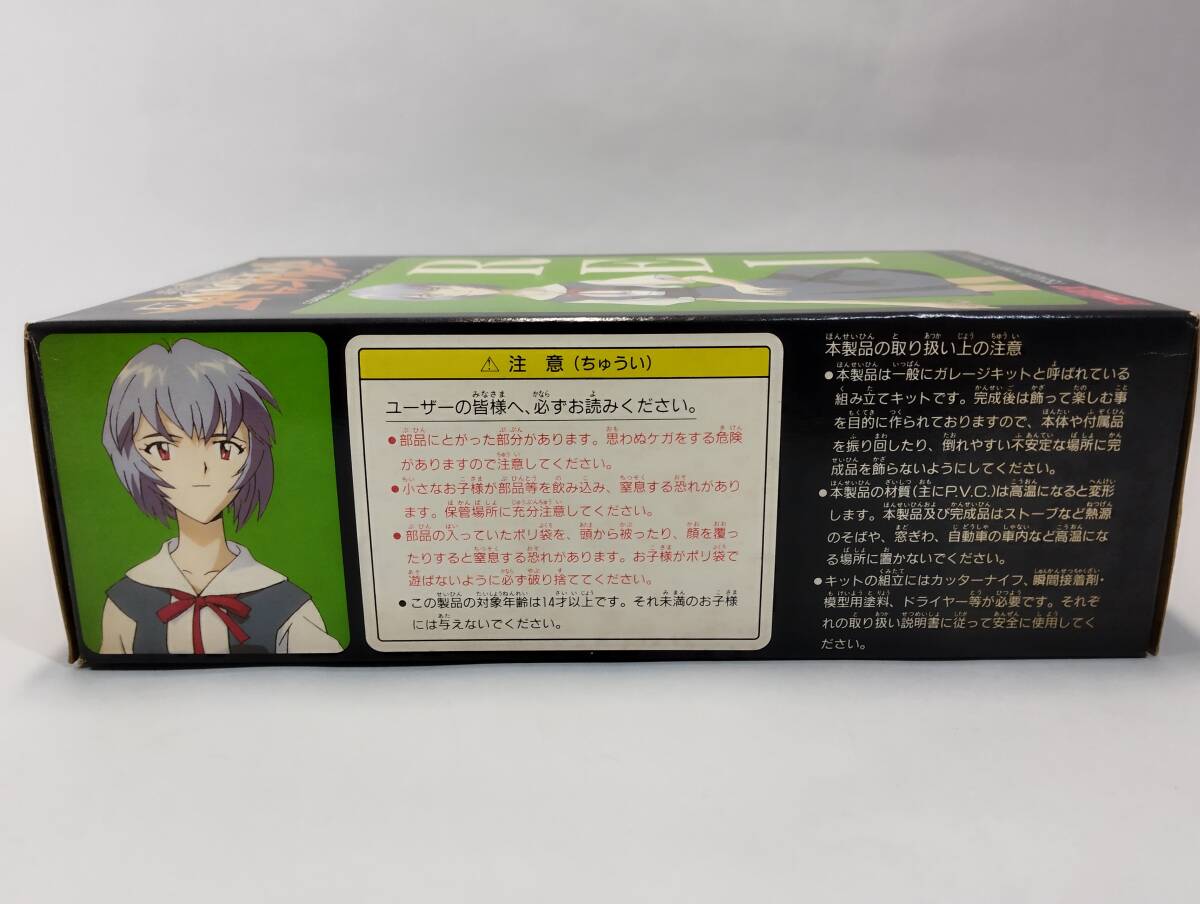 R E I
⚠ 注 意 (ちゅうい)
ユーザーの皆様へ、必ずお読みください。
●部品にとがった部分があります。思わぬケガをする危険
がありますので注意してください。
●小さなお子様が部品等を飲み込み、窒息する恐れがあり
ます。保管場所に充分注意してください。
●部品の入っていたポリ袋を、頭から被ったり、顔を覆っ
たりすると窒息する恐れがあります。お子様がポリ袋で
遊ばないように必ず破り捨ててください。
●この製品の対象年齢は14才以上です。それ未満のお子様
には与えないでください。
本製品の取り扱い上の注意
●本製品は一般にガレージキットと呼ばれている
組み立てキットです。完成後は飾って楽しむ事
を目的に作られておりますので、本体や付属品
を振り回したり、倒れやすい不安定な場所に完
成品を飾らないようにしてください。
●本製品の材質(主にP.V.C.)は高温になると変形
します。本製品及び完成品はストーブなど熱源
のそばや、窓ぎわ、自動車の車内など高温にな
る場所に置かないでください。
●キットの組立にはカッターナイフ、瞬間接着剤・
模型用塗料、ドライヤー等が必要です。それぞ
れの取り扱い説明書に従って安全に使用してく
ださい。